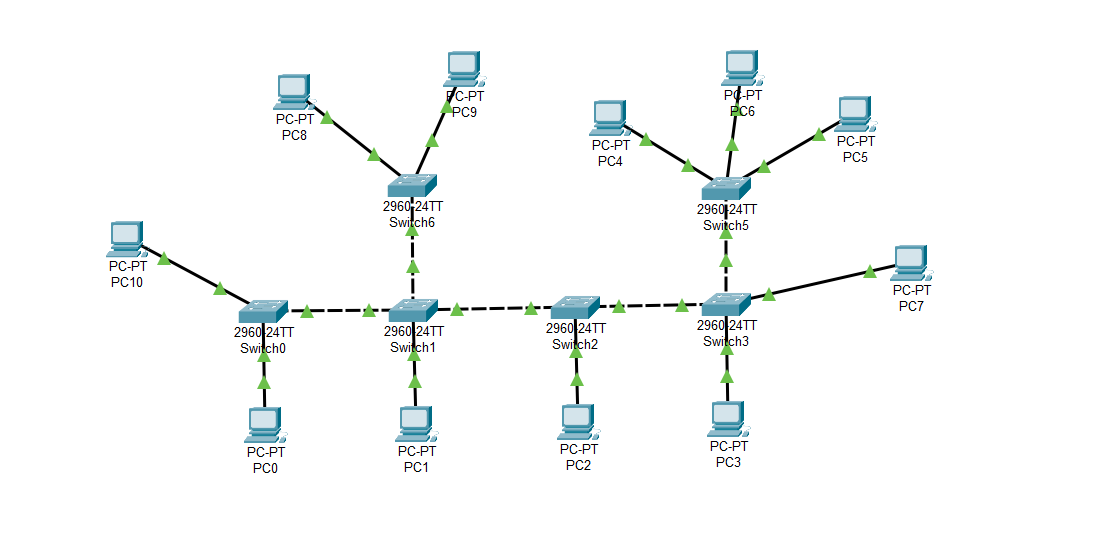 PC-PT
PC8
PC-PT
PC9
PC-PT
PC6
PC-PT
PC4
PC-PT
PC5
2960-24TT
Switch6
2960-24TT
Switch5
PC-PT
PC10
PC-PT
PC7
2960-24TT
Switch0
2960-24TT
Switch1
2960-24TT
Switch2
2960-24TT
Switch3
PC-PT
PC0
PC-PT
PC1
PC-PT
PC2
PC-PT
PC3